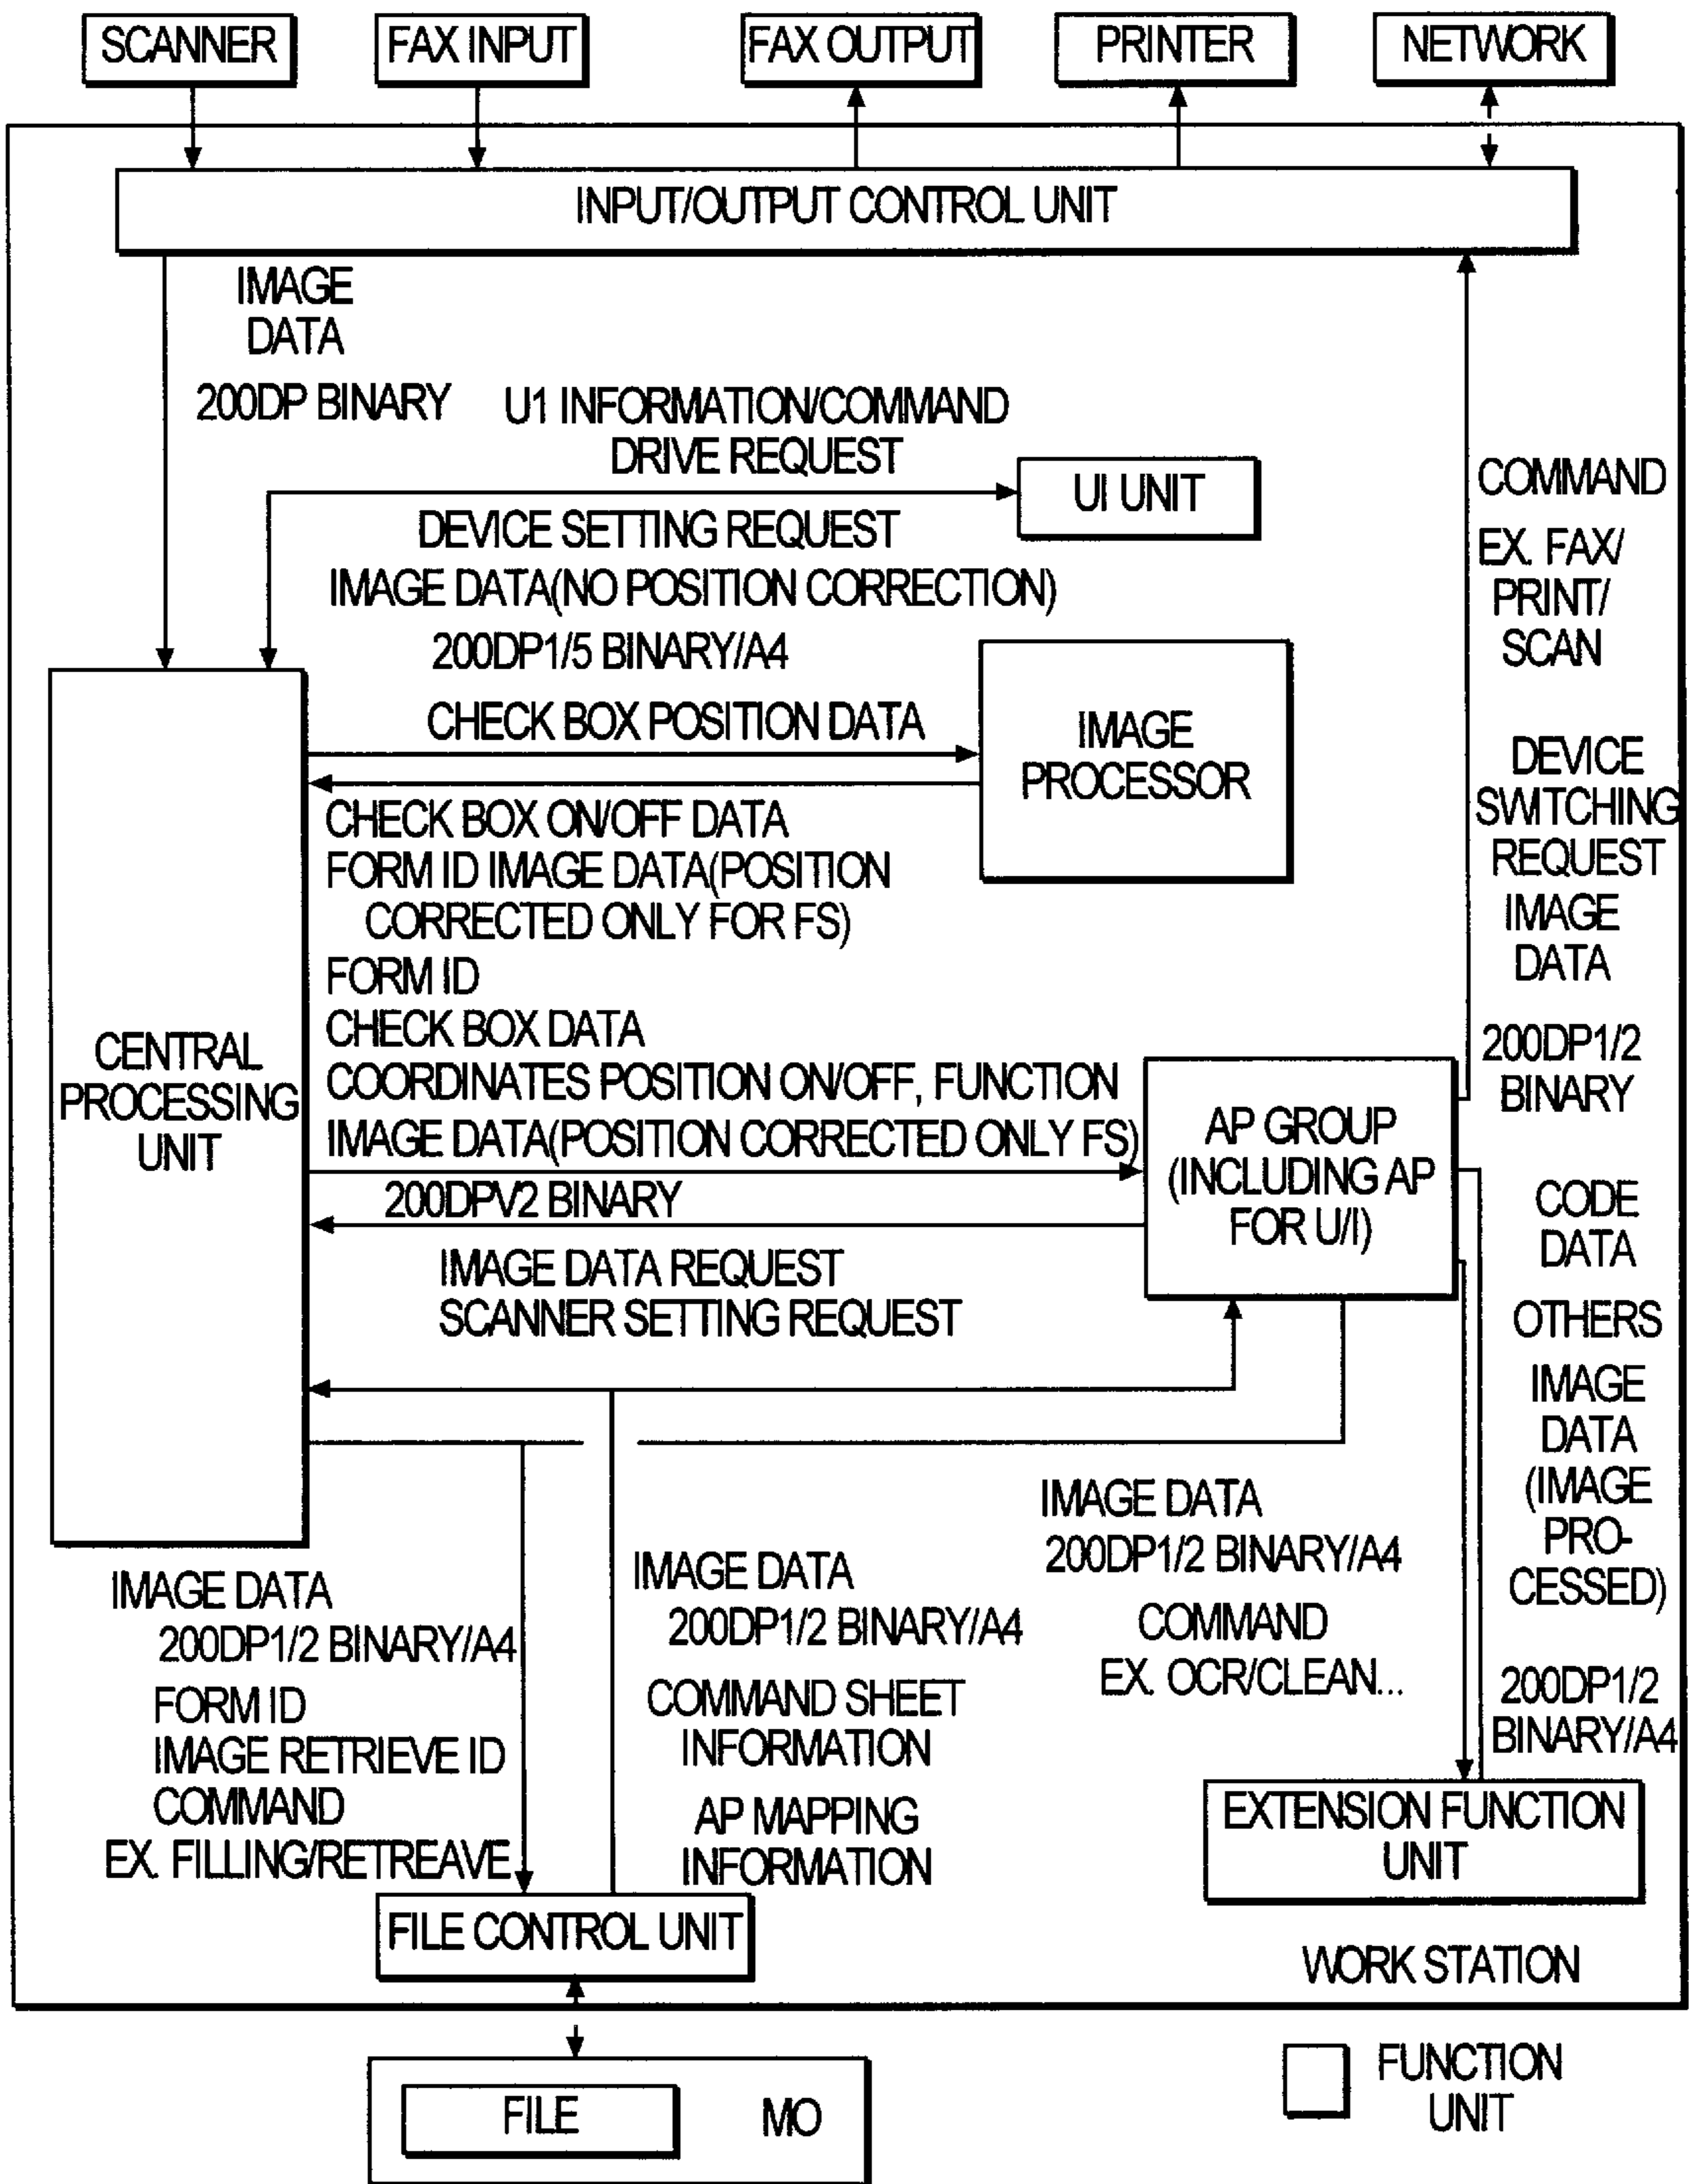 SCANNER
FAX INPUT
FAX OUTPUT
PRINTER
NETWORK
INPUT/OUTPUT CONTROL UNIT
IMAGE
DATA
200DP BINARY
U1 INFORMATION/COMMAND
DRIVE REQUEST
UI UNIT
DEVICE SETTING REQUEST
IMAGE DATA(NO POSITION CORRECTION)
200DP1/5 BINARY/A4
CHECK BOX POSITION DATA
IMAGE
PROCESSOR
CHECK BOX ON/OFF DATA
FORM ID IMAGE DATA(POSITION
CORRECTED ONLY FOR FS)
FORM ID
CHECK BOX DATA
COORDINATES POSITION ON/OFF, FUNCTION
IMAGE DATA(POSITION CORRECTED ONLY FS)
200DPV2 BINARY
IMAGE DATA REQUEST
SCANNER SETTING REQUEST
CENTRAL
PROCESSING
UNIT
AP GROUP
(INCLUDING AP
FOR U/I)
COMMAND
EX. FAX/
PRINT/
SCAN
DEVICE
SWITCHING
REQUEST
IMAGE
DATA
200DP1/2
BINARY
CODE
DATA
OTHERS
IMAGE
DATA
(IMAGE
PRO-
CESSED)
200DP1/2
BINARY/A4
IMAGE DATA
200DP1/2 BINARY/A4
FORM ID
IMAGE RETRIEVE ID
COMMAND
EX. FILLING/RETREAVE
IMAGE DATA
200DP1/2 BINARY/A4
COMMAND SHEET
INFORMATION
AP MAPPING
INFORMATION
IMAGE DATA
200DP1/2 BINARY/A4
COMMAND
EX. OCR/CLEAN...
EXTENSION FUNCTION
UNIT
FILE CONTROL UNIT
WORK STATION
FILE
MO
FUNCTION
UNIT